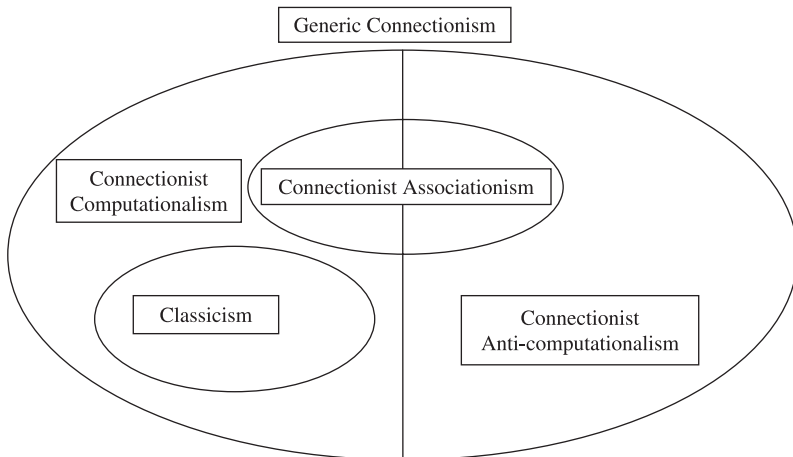 Generic Connectionism
Connectionist
Computationalism
Connectionist Associationism
Classicism
Connectionist
Anti-computationalism